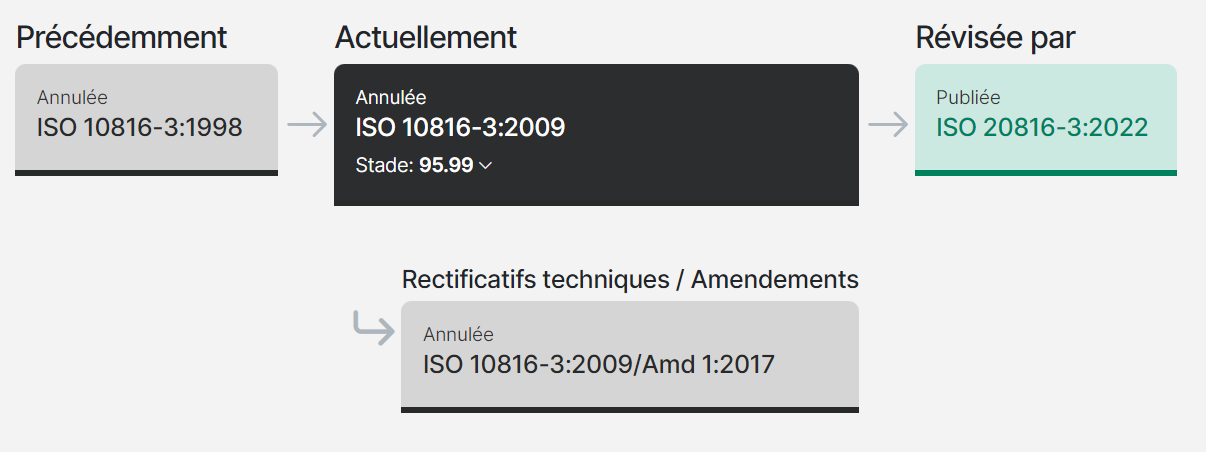 Précédemment
Annulée
ISO 10816-3:1998
Actuellement
Annulée
ISO 10816-3:2009
Stade: 95.99
Révisée par
Publiée
ISO 20816-3:2022
Rectificatifs techniques / Amendements
Annulée
ISO 10816-3:2009/Amd 1:2017